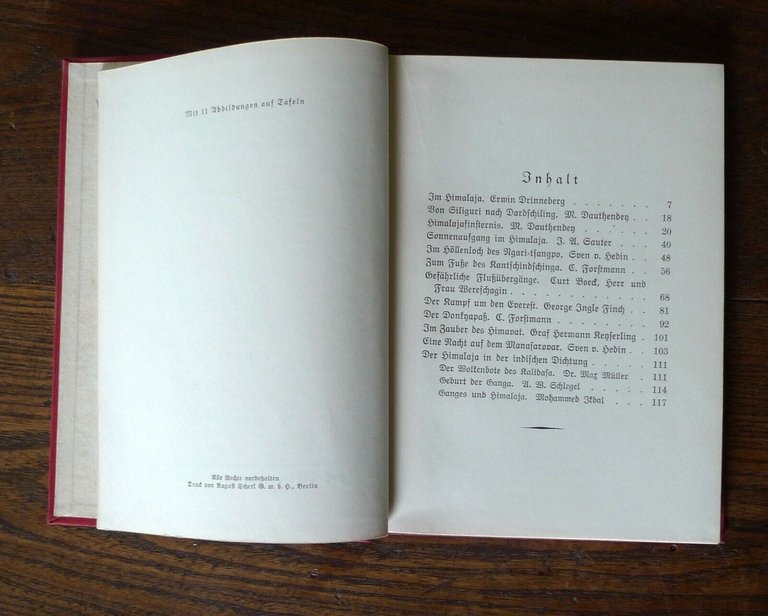 Mit 11 Abbildungen auf Tafeln
Alle Rechte vorbehalten
Druck von August Scherl G. m. b. H., Berlin
Inhalt
Im Himalaja. Erwin Drinneberg . . . . . . . 7
Von Siliguri nach Dardschiling. M. Dauthendey . . 18
Himalajafinsternis. M. Dauthendey . . . . . . 20
Sonnenaufgang im Himalaja. J. A. Sauter . . . . 40
Im Höllenloch des Ngari-tsangpo. Sven v. Hedin . . 48
Zum Fuße des Kantschindschinga. C. Forstmann . . 56
Gefährliche Flußübergänge. Curt Boeck, Herr und
Frau Wereschagin . . . . . . . . . . . 68
Der Kampf um den Everest. George Ingle Finch . . 81
Der Donkyapaß. C. Forstmann . . . . . . . 92
Im Zauber des Himavat. Graf Hermann Keyserling . 101
Eine Nacht auf dem Manasarovar. Sven v. Hedin . . 103
Der Himalaja in der indischen Dichtung . . . . . 111
Der Wolkenbote des Kalidasa. Dr. Max Müller . . 111
Geburt der Ganga. A. W. Schlegel . . . . . 114
Ganges und Himalaja. Mohammed Ikbal . . . 117